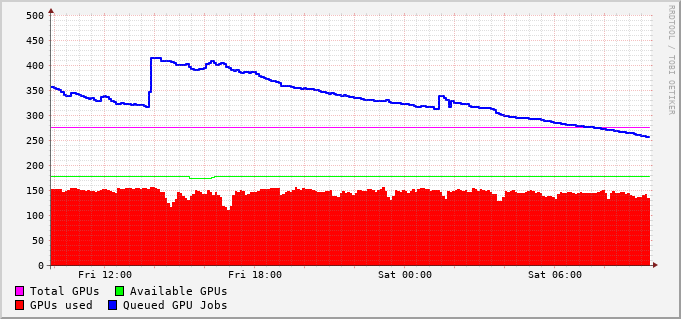 500
450
400
350
300
250
200
150
100
50
0
Fri 12:00 Fri 18:00 Sat 00:00 Sat 06:00
Total GPUs Available GPUs
GPUs used Queued GPU Jobs
RRDTOOL / TOBI OETIKER